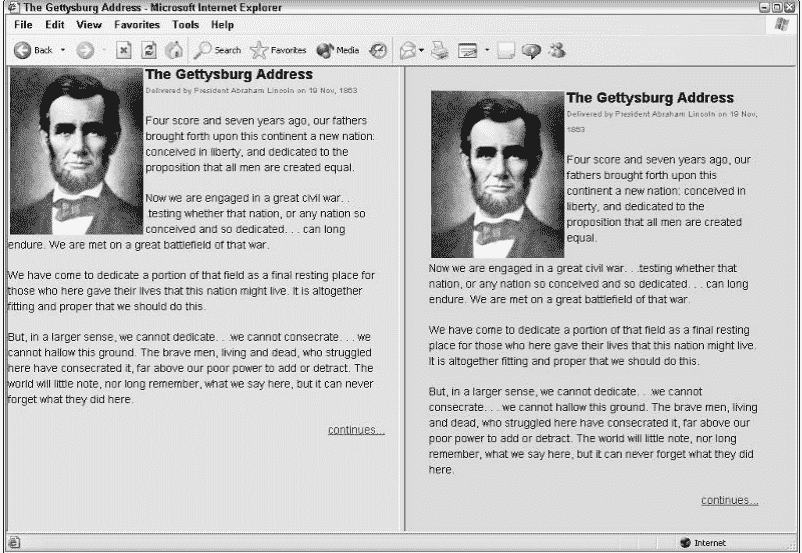 The Gettysburg Address - Microsoft Internet Explorer
File Edit View Favorites Tools Help
Back Search Favorites Media
The Gettysburg Address
Delivered by President Abraham Lincoln on 19 Nov, 1863
Four score and seven years ago, our fathers
brought forth upon this continent a new nation:
conceived in liberty, and dedicated to the
proposition that all men are created equal.
Now we are engaged in a great civil war. .
.testing whether that nation, or any nation so
conceived and so dedicated. . . can long
endure. We are met on a great battlefield of that war.
We have come to dedicate a portion of that field as a final resting place for
those who here gave their lives that this nation might live. It is altogether
fitting and proper that we should do this.
But, in a larger sense, we cannot dedicate. . .we cannot consecrate. . . we
cannot hallow this ground. The brave men, living and dead, who struggled
here have consecrated it, far above our poor power to add or detract. The
world will little note, nor long remember, what we say here, but it can never
forget what they did here.
continues...
The Gettysburg Address
Delivered by President Abraham Lincoln on 19 Nov,
1863
Four score and seven years ago, our
fathers brought forth upon this
continent a new nation: conceived in
liberty, and dedicated to the
proposition that all men are created
equal.
Now we are engaged in a great civil war. . .testing whether that
nation, or any nation so conceived and so dedicated. . . can long
endure. We are met on a great battlefield of that war.
We have come to dedicate a portion of that field as a final resting
place for those who here gave their lives that this nation might live.
It is altogether fitting and proper that we should do this.
But, in a larger sense, we cannot dedicate. . .we cannot
consecrate. . . we cannot hallow this ground. The brave men, living
and dead, who struggled here have consecrated it, far above our
poor power to add or detract. The world will little note, nor long
remember, what we say here, but it can never forget what they did
here.
continues...
Internet